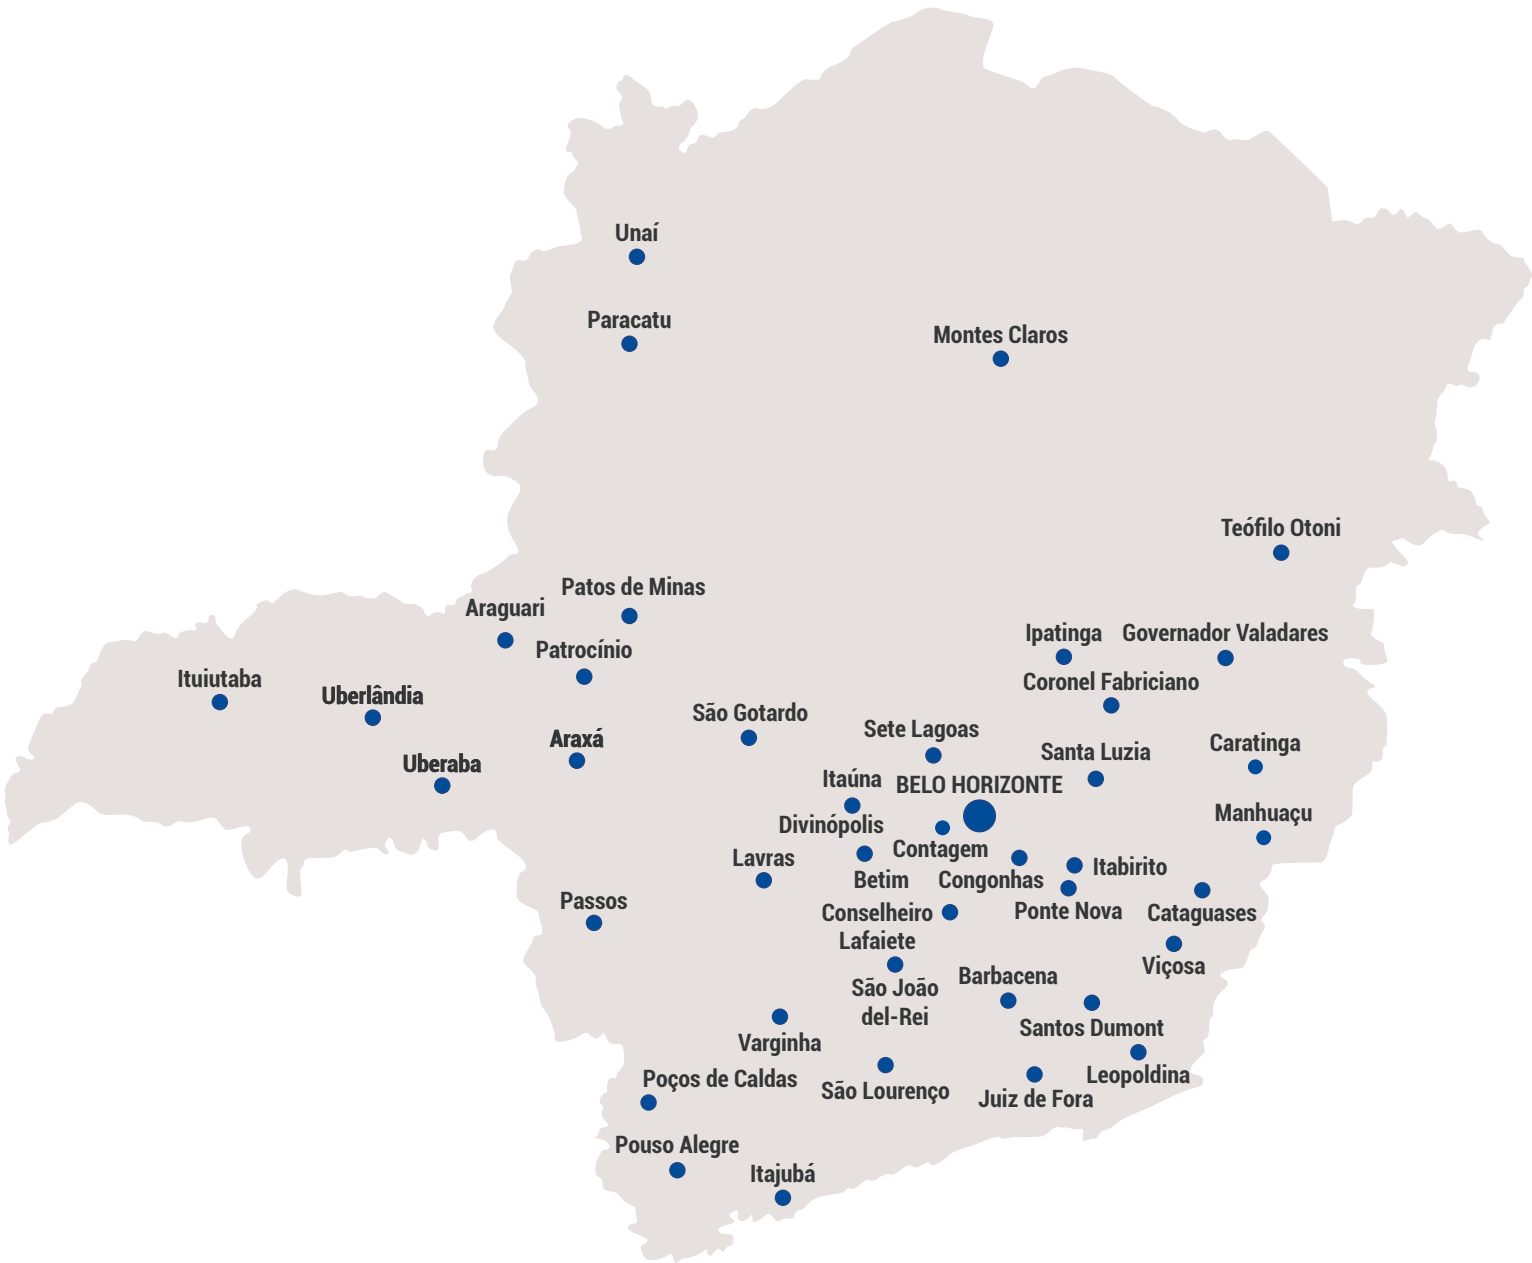 Unaí
Paracatu
Montes Claros
Teófilo Otoni
Patos de Minas
Araguari
Patrocínio
Ipatinga
Governador Valadares
Ituiutaba
Uberlândia
Coronel Fabriciano
São Gotardo
Sete Lagoas
Araxá
Uberaba
Santa Luzia
Caratinga
Itaúna
BELO HORIZONTE
Manhuaçu
Divinópolis
Contagem
Lavras
Itabirito
Betim
Congonhas
Passos
Conselheiro
Lafaiete
Ponte Nova
Cataguases
Viçosa
São João
del-Rei
Barbacena
Santos Dumont
Varginha
Leopoldina
Poços de Caldas
São Lourenço
Juiz de Fora
Pouso Alegre
Itajubá